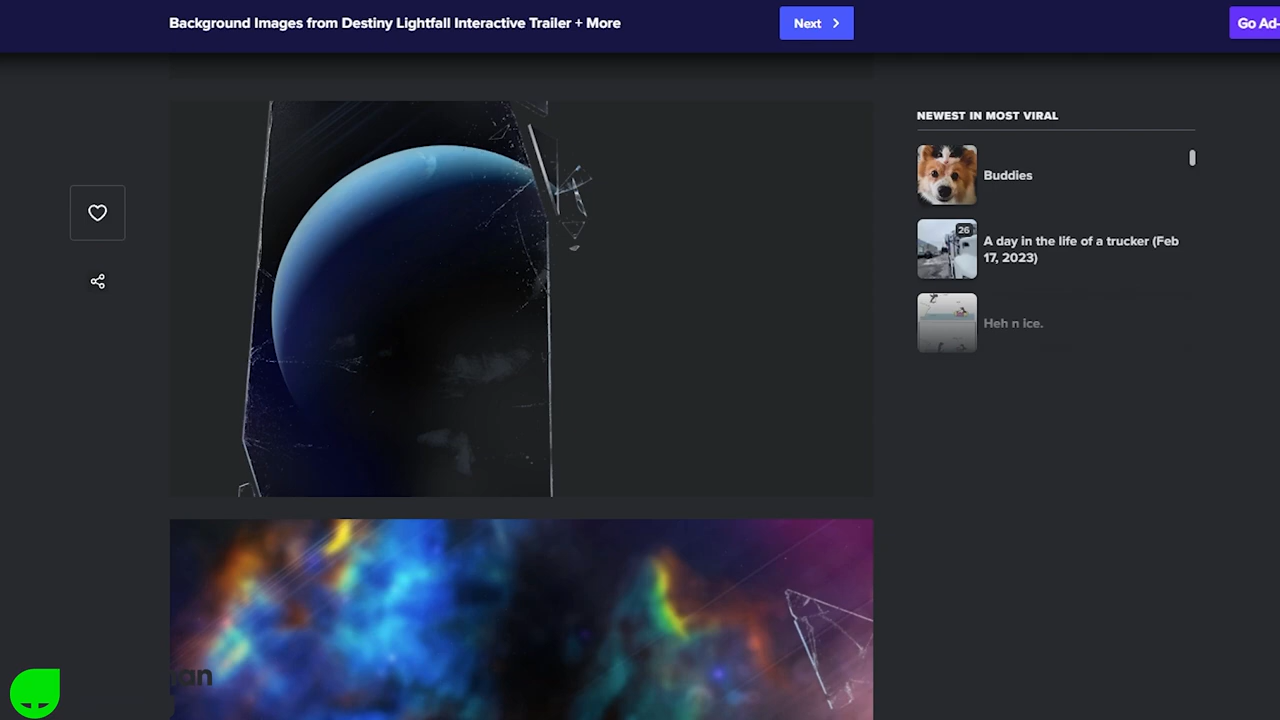 Background Images from Destiny Lightfall Interactive Trailer + More
Next
Go Ad-
NEWEST IN MOST VIRAL
Buddies
26
A day in the life of a trucker (Feb
17, 2023)
Heh n ice.
an